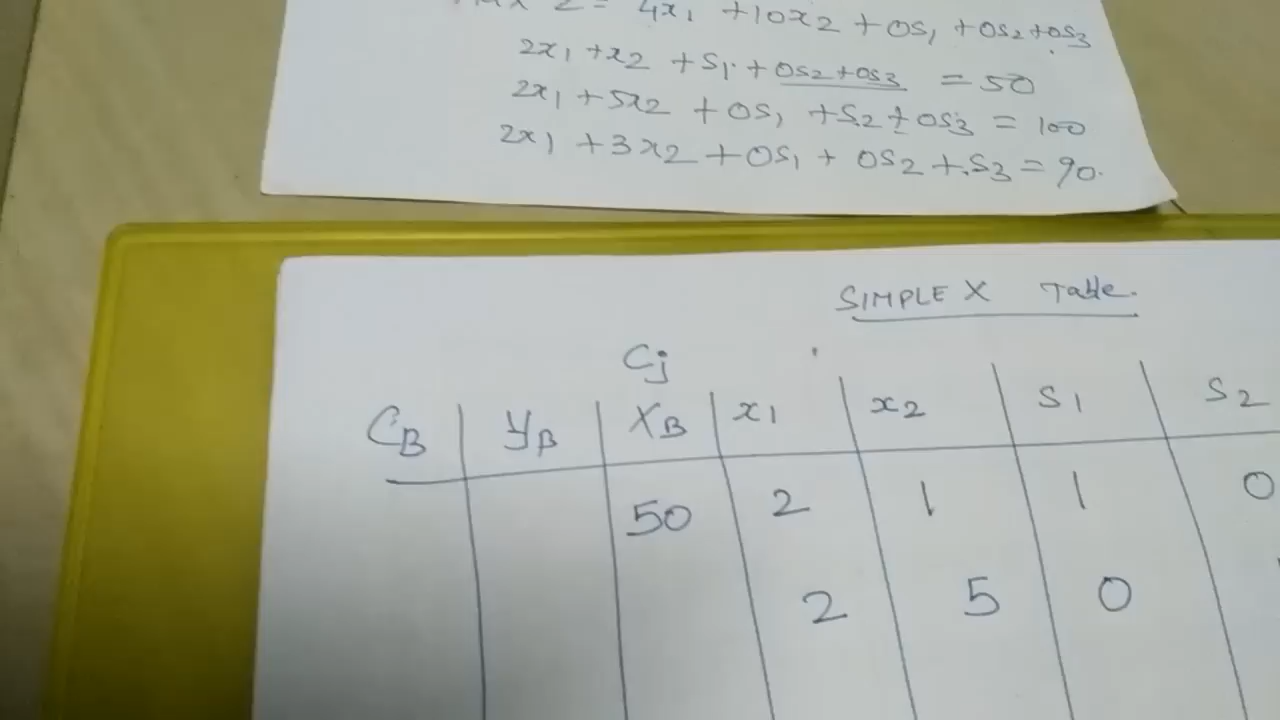 Z = 4x₁ + 10x₂ + 0s₁ + 0s₂ + 0s₃
2x₁ + x₂ + s₁ + 0s₂ + 0s₃ = 50
2x₁ + 5x₂ + 0s₁ + s₂ + 0s₃ = 100
2x₁ + 3x₂ + 0s₁ + 0s₂ + s₃ = 90.
SIMPLEX Table.
Cj
CB yB XB x₁ x₂ s₁ s₂
50 2 1 1 0
2 5 0